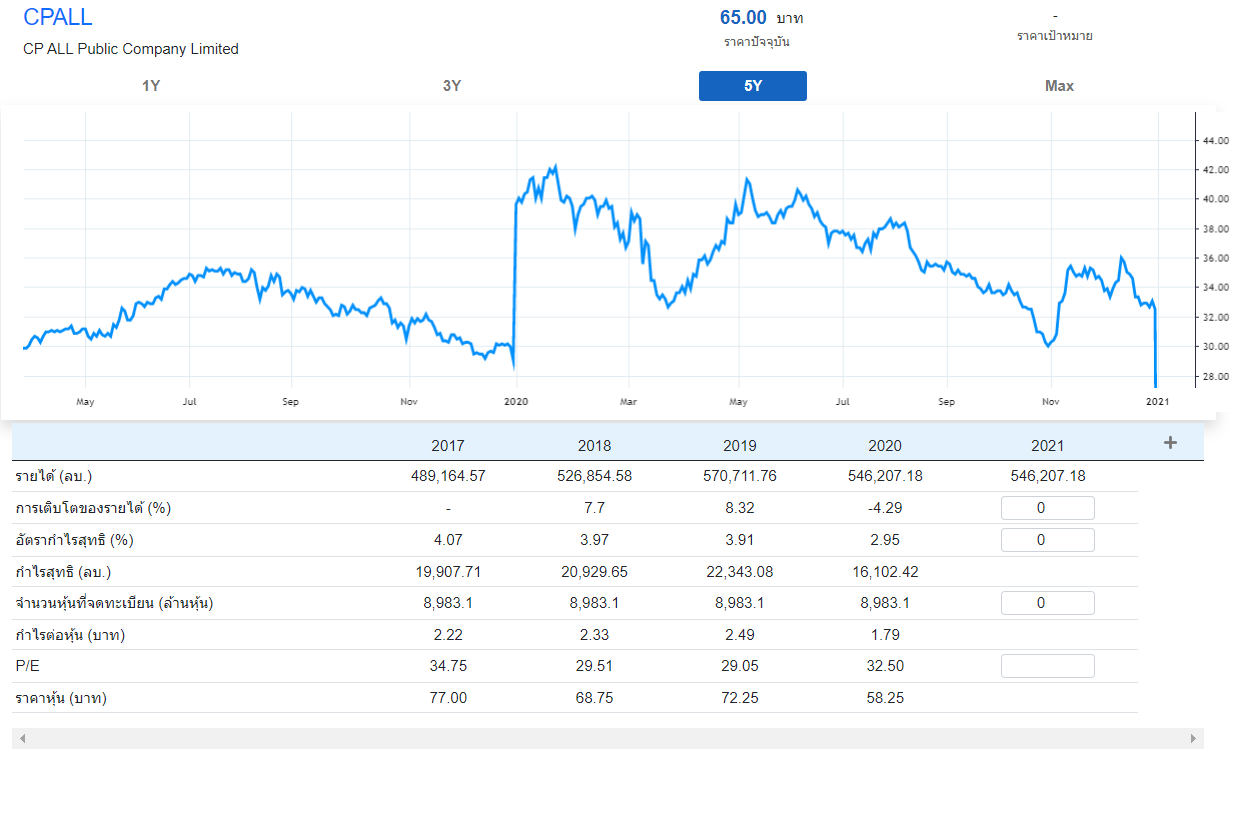 CPALL
65.00 บาท
-
CP ALL Public Company Limited
ราคาปัจจุบัน
ราคาเป้าหมาย
1Y 3Y 5Y Max
44.00
42.00
40.00
38.00
36.00
34.00
32.00
30.00
28.00
May Jul Sep Nov 2020 Mar May Jul Sep Nov 2021
2017 2018 2019 2020 2021 +
รายได้ (ลบ.) 489,164.57 526,854.58 570,711.76 546,207.18 546,207.18
การเติบโตของรายได้ (%) - 7.7 8.32 -4.29 0
อัตรากำไรสุทธิ (%) 4.07 3.97 3.91 2.95 0
กำไรสุทธิ (ลบ.) 19,907.71 20,929.65 22,343.08 16,102.42
จำนวนหุ้นที่จดทะเบียน (ล้านหุ้น) 8,983.1 8,983.1 8,983.1 8,983.1 0
กำไรต่อหุ้น (บาท) 2.22 2.33 2.49 1.79
P/E 34.75 29.51 29.05 32.50
ราคาหุ้น (บาท) 77.00 68.75 72.25 58.25